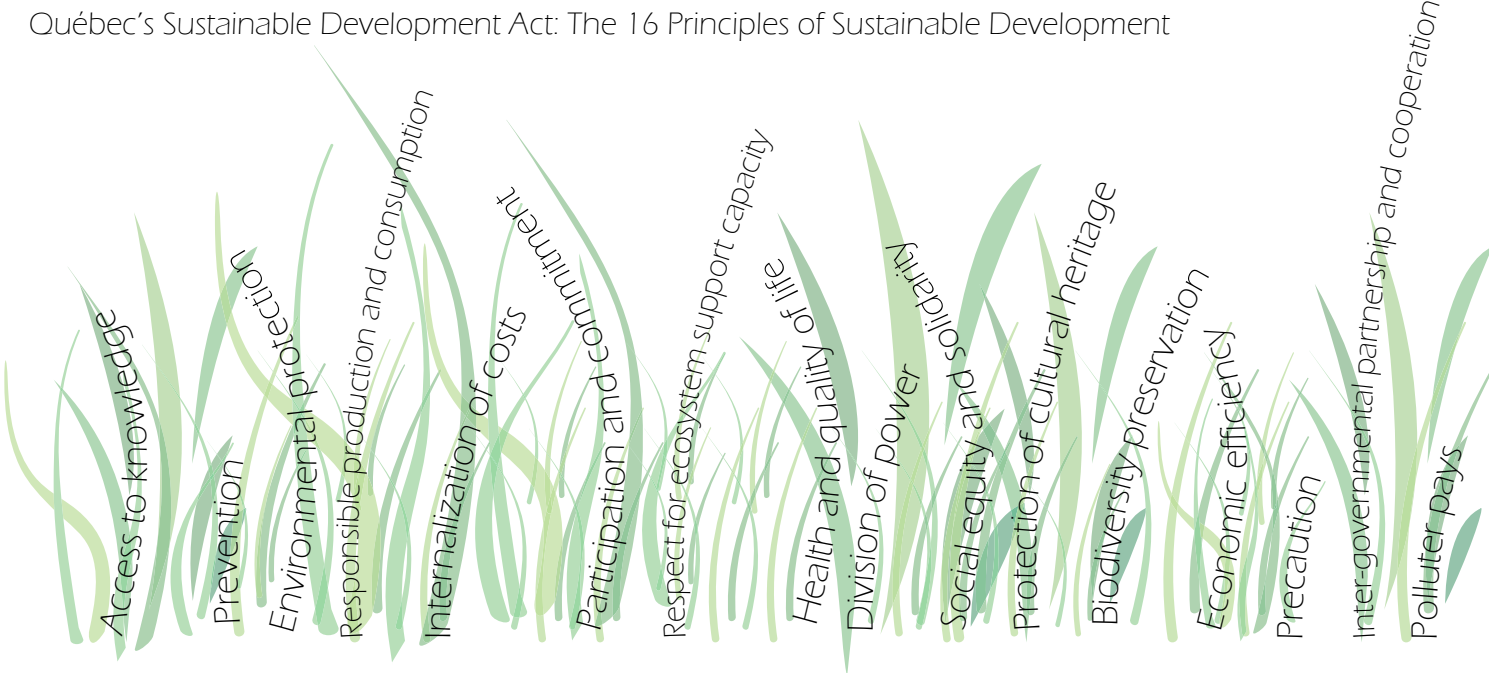 Québec’s Sustainable Development Act: The 16 Principles of Sustainable Development
Access to knowledge
Prevention
Environmental protection
Responsible production and consumption
Internalization of costs
Participation and commitment
Respect for ecosystem support capacity
Health and quality of life
Division of power
Social equity and solidarity
Protection of cultural heritage
Biodiversity preservation
Economic efficiency
Precaution
Inter-governmental partnership and cooperation
Polluter pays